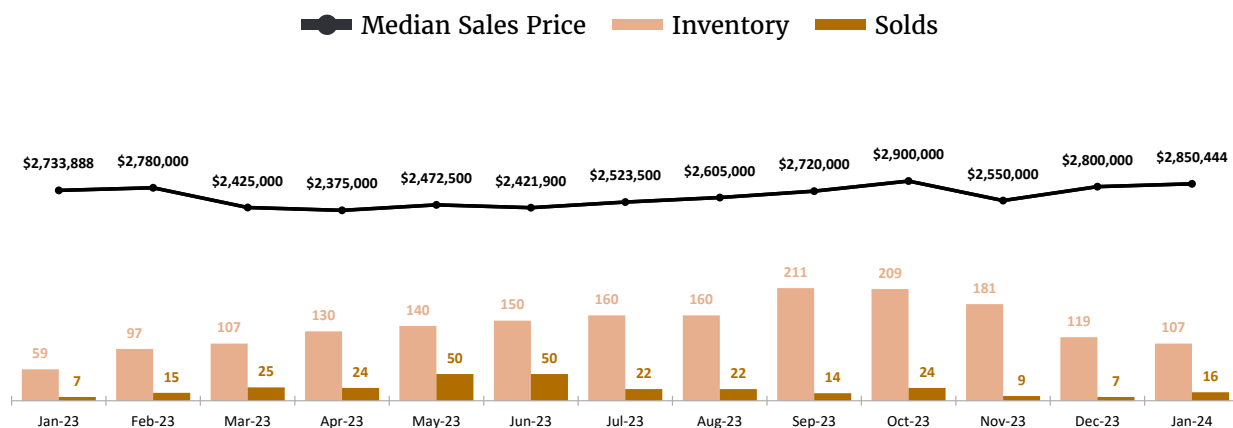 Median Sales Price Inventory Solds
$2,733,888 $2,780,000 $2,425,000 $2,375,000 $2,472,500 $2,421,900 $2,523,500 $2,605,000 $2,720,000 $2,900,000 $2,550,000 $2,800,000 $2,850,444
59 97 107 130 140 150 160 160 211 209 181 119 107
7 15 25 24 50 50 22 22 14 24 9 7 16
Jan-23 Feb-23 Mar-23 Apr-23 May-23 Jun-23 Jul-23 Aug-23 Sep-23 Oct-23 Nov-23 Dec-23 Jan-24